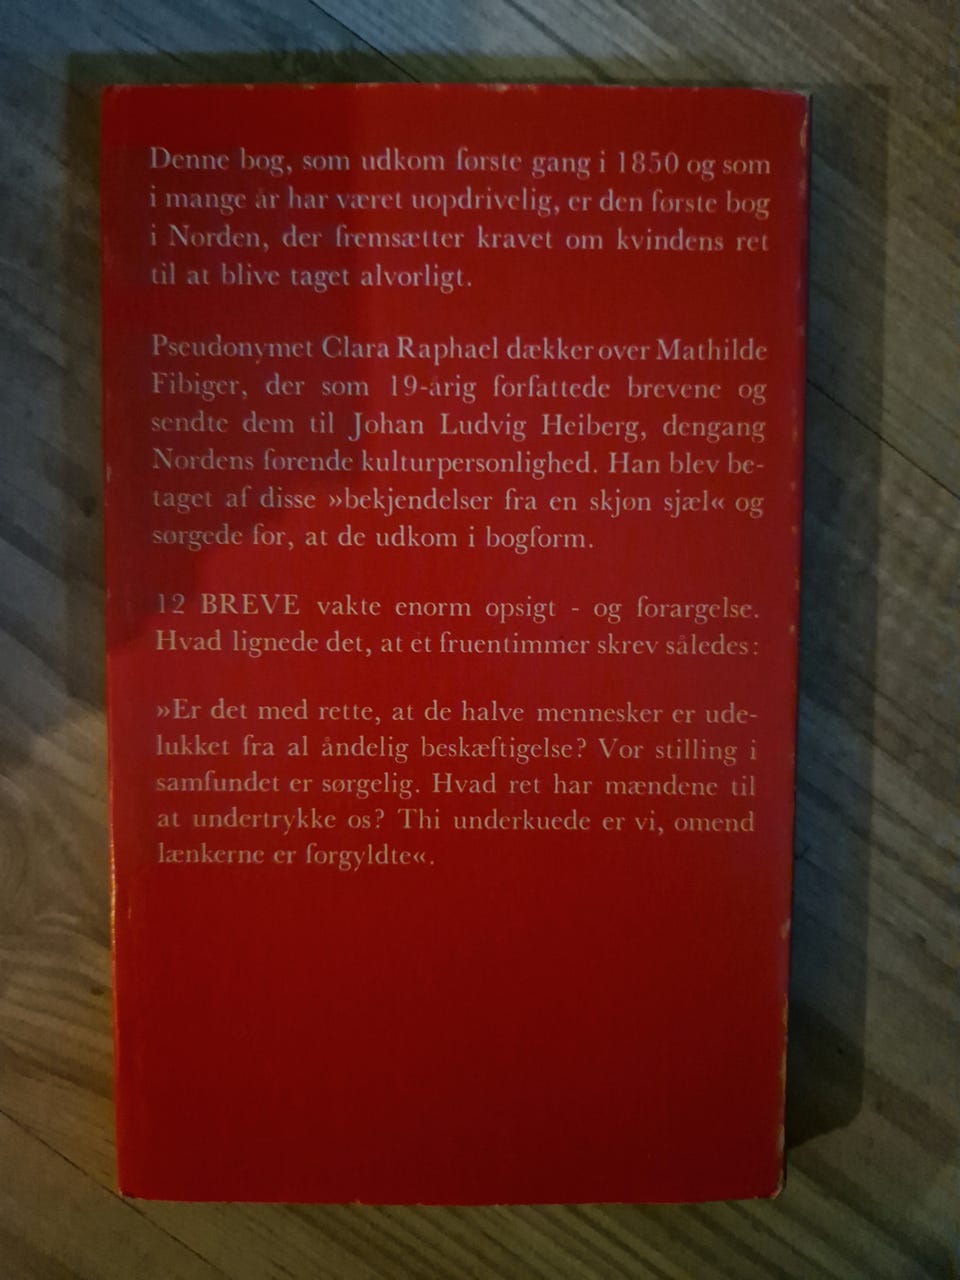 Denne bog, som udkom første gang i 1850 og som
i mange år har været uopdrivelig, er den første bog
i Norden, der fremsætter kravet om kvindens ret
til at blive taget alvorligt.
Pseudonymet Clara Raphael dækker over Mathilde
Fibiger, der som 19-årig forfattede brevene og
sendte dem til Johan Ludvig Heiberg, dengang
Nordens førende kulturpersonlighed. Han blev be-
taget af disse »bekjendelser fra en skjøn sjæl« og
sørgede for, at de udkom i bogform.
12 BREVE vakte enorm opsigt - og forargelse.
Hvad lignede det, at et fruentimmer skrev således:
»Er det med rette, at de halve mennesker er ude-
lukket fra al åndelig beskæftigelse? Vor stilling i
samfundet er sørgelig. Hvad ret har mændene til
at undertrykke os? Thi underkuede er vi, omend
lænkerne er forgyldte«.